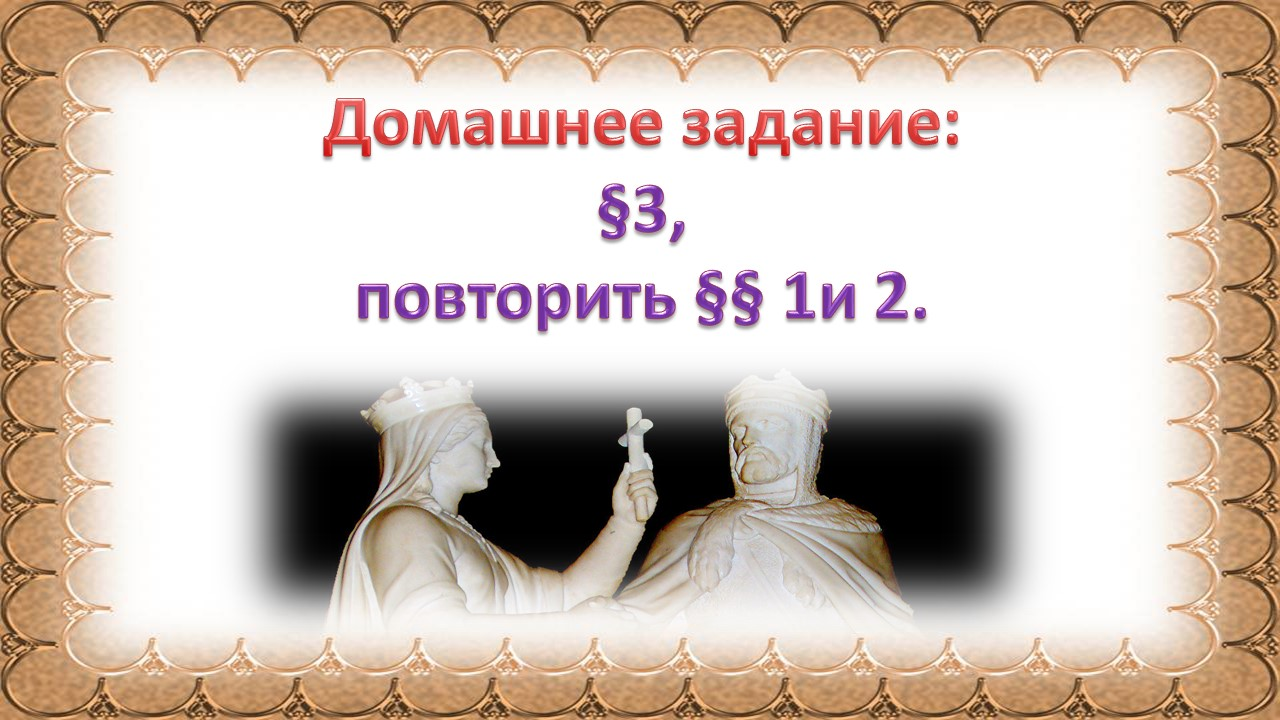 Домашнее задание:
§3,
повторить §§ 1и 2.